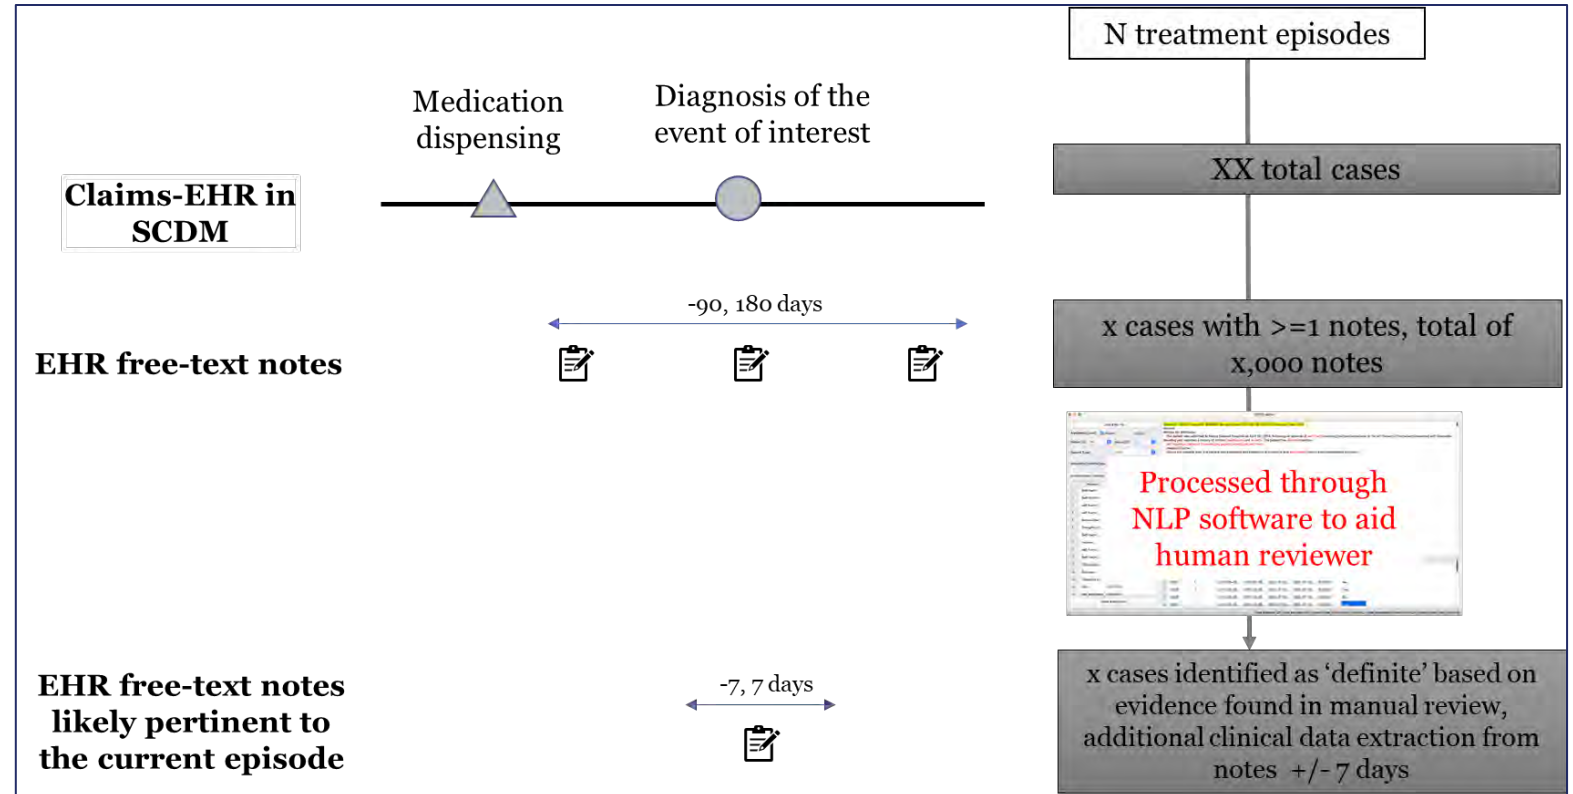 N treatment episodes
Medication
dispensing
Diagnosis of the
event of interest
XX total cases
Claims-EHR in
SCDM
-90, 180 days
x cases with >=1 notes, total of
x,000 notes
EHR free-text notes
Processed through
NLP software to aid
human reviewer
EHR free-text notes
likely pertinent to
the current episode
-7, 7 days
x cases identified as ‘definite’ based on
evidence found in manual review,
additional clinical data extraction from
notes +/- 7 days